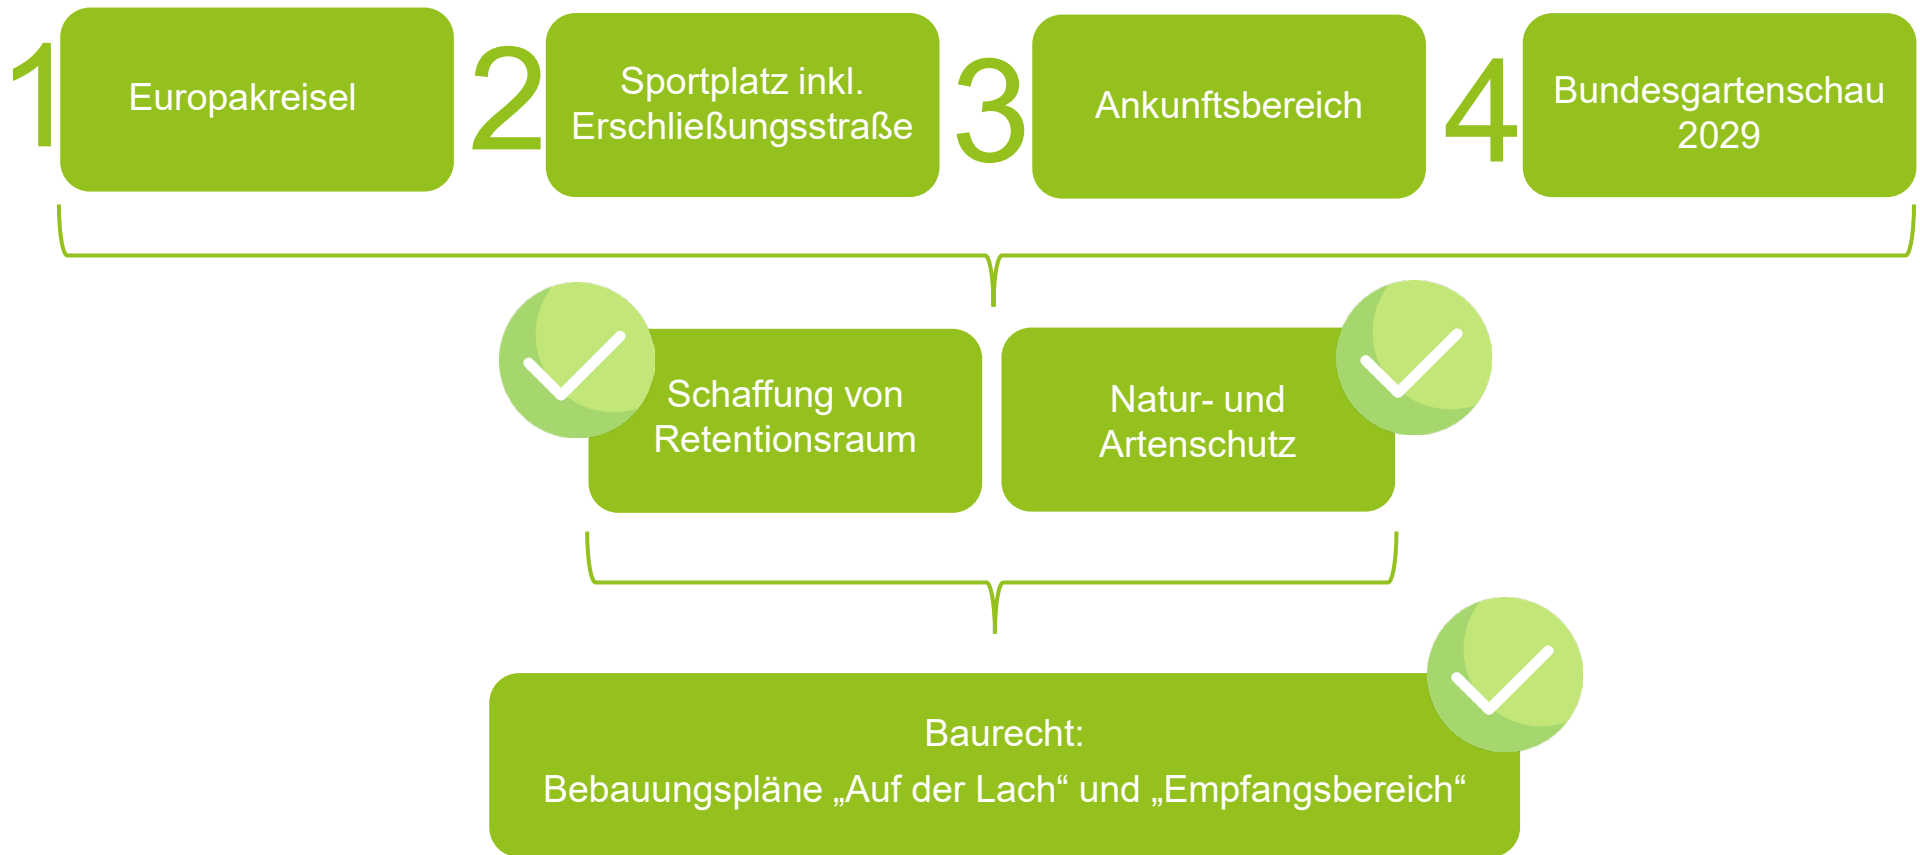 1
Europakreisel
2
Sportplatz inkl.
Erschließungsstraße
3
Ankunftsbereich
4
Bundesgartenschau
2029
Schaffung von
Retentionsraum
Natur- und
Artenschutz
Baurecht:
Bebauungspläne „Auf der Lach“ und „Empfangsbereich“